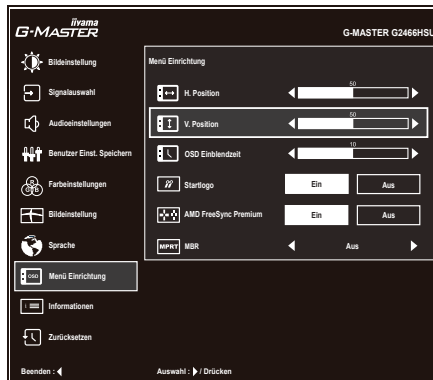 iiyama
G-MASTER
G-MASTER G2466HSU
Bildeinstellung
Signalauswahl
Audioeinstellungen
Benutzer Einst. Speichern
Farbeinstellungen
Bildeinstellung
Sprache
OSD Menü Einrichtung
Informationen
Zurücksetzen
Menü Einrichtung
H. Position 50
V. Position 50
OSD Einblendzeit 10
Startlogo Ein Aus
AMD FreeSync Premium Ein Aus
MPRT MBR Aus
Beenden : Auswahl : / Drücken